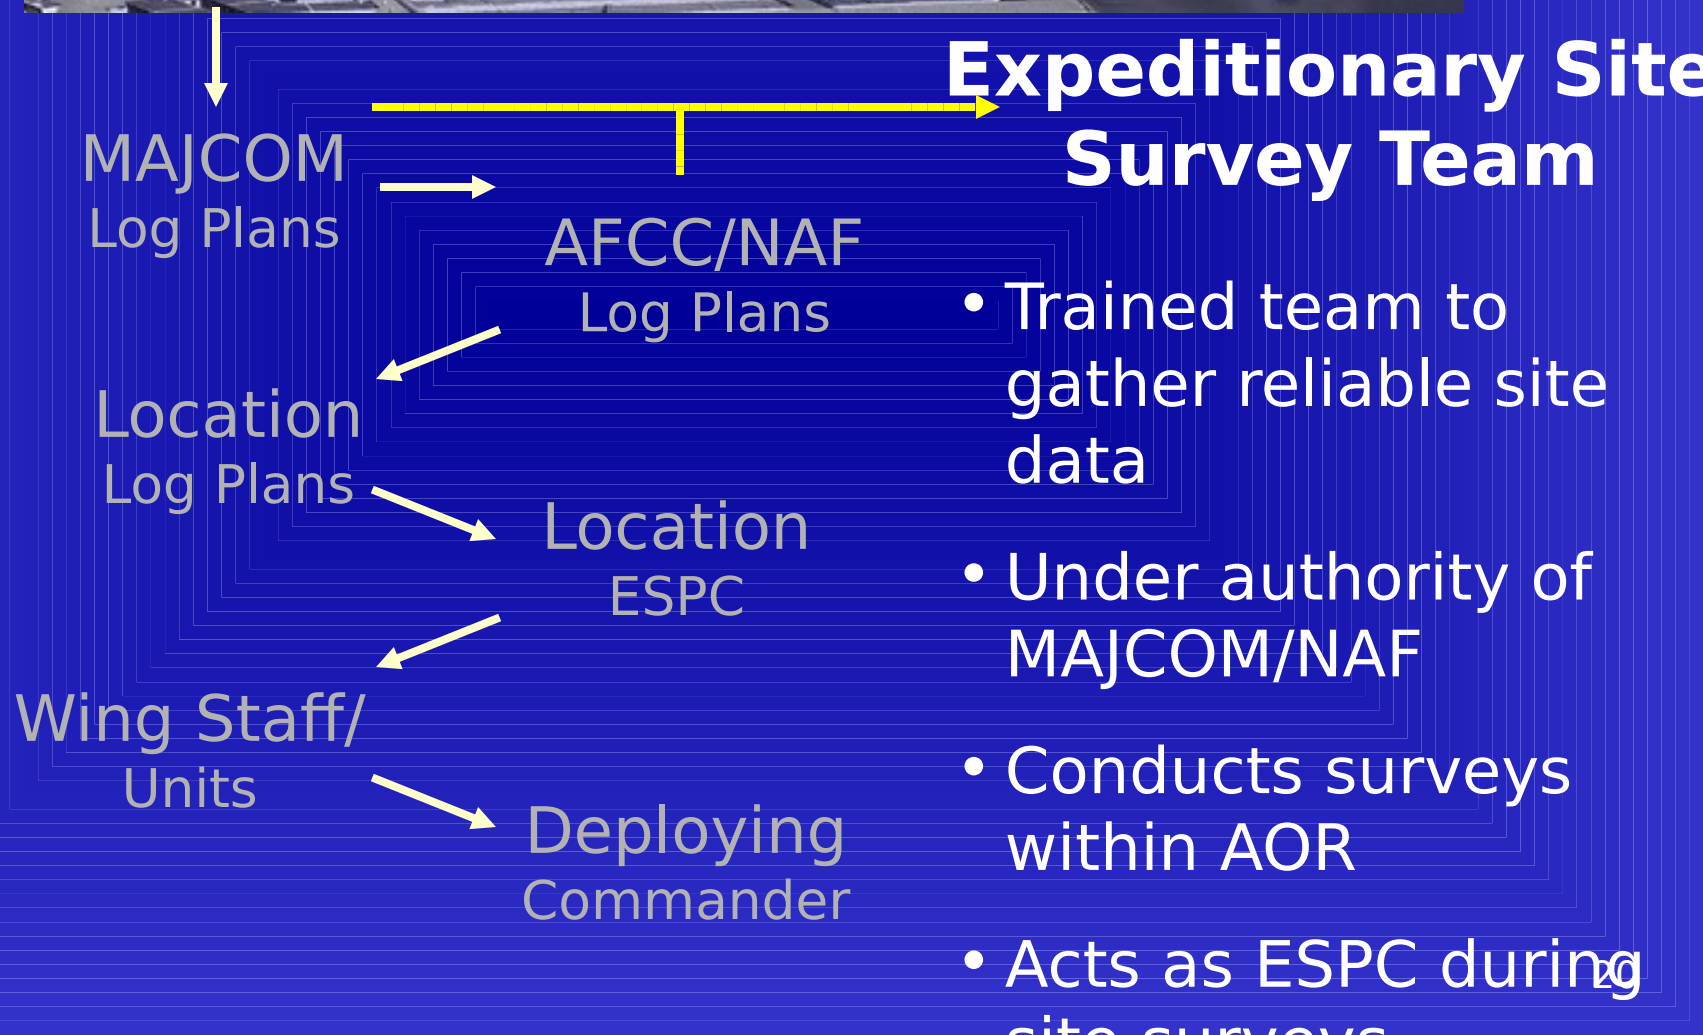 Expeditionary Site
Survey Team
MAJCOM
Log Plans
AFCC/NAF
Log Plans
Location
Log Plans
Location
ESPC
Wing Staff/
Units
Deploying
Commander
• Trained team to
gather reliable site
data
• Under authority of
MAJCOM/NAF
• Conducts surveys
within AOR
• Acts as ESPC during
site surveys
20